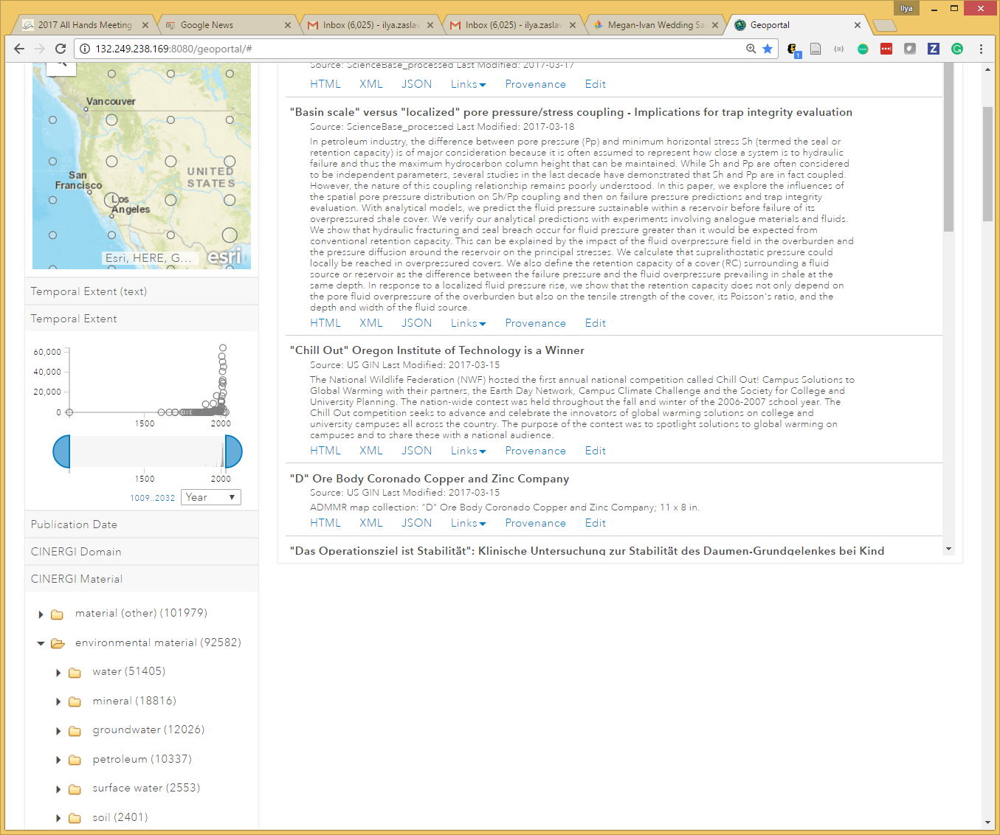 Ilya
2017 All Hands Meeting
Google News
Inbox (6,025) - ilya.zaslav
Inbox (6,025) - ilya.zaslav
Megan-Ivan Wedding Sa
Geoportal
132.249.238.169:8080/geoportal/#
1
Vancouver
San
Francisco
Los
Angeles
UNITED
STATES
Esri, HERE, G...
esri
Temporal Extent (text)
Temporal Extent
60,000
40,000
20,000
0
1500
2000
1500
2000
1009..2032
Year
Publication Date
CINERGI Domain
CINERGI Material
material (other) (101979)
environmental material (92582)
water (51405)
mineral (18816)
groundwater (12026)
petroleum (10337)
surface water (2553)
soil (2401)
Source: ScienceBase_processed Last Modified: 2017-03-17
HTML XML JSON Links Provenance Edit
"Basin scale" versus "localized" pore pressure/stress coupling - Implications for trap integrity evaluation
Source: ScienceBase_processed Last Modified: 2017-03-18
In petroleum industry, the difference between pore pressure (Pp) and minimum horizontal stress Sh (termed the seal or
retention capacity) is of major consideration because it is often assumed to represent how close a system is to hydraulic
failure and thus the maximum hydrocarbon column height that can be maintained. While Sh and Pp are often considered
to be independent parameters, several studies in the last decade have demonstrated that Sh and Pp are in fact coupled.
However, the nature of this coupling relationship remains poorly understood. In this paper, we explore the influences of
the spatial pore pressure distribution on Sh/Pp coupling and then on failure pressure predictions and trap integrity
evaluation. With analytical models, we predict the fluid pressure sustainable within a reservoir before failure of its
overpressured shale cover. We verify our analytical predictions with experiments involving analogue materials and fluids.
We show that hydraulic fracturing and seal breach occur for fluid pressure greater than it would be expected from
conventional retention capacity. This can be explained by the impact of the fluid overpressure field in the overburden and
the pressure diffusion around the reservoir on the principal stresses. We calculate that supralithostatic pressure could
locally be reached in overpressured covers. We also define the retention capacity of a cover (RC) surrounding a fluid
source or reservoir as the difference between the failure pressure and the fluid overpressure prevailing in shale at the
same depth. In response to a localized fluid pressure rise, we show that the retention capacity does not only depend on
the pore fluid overpressure of the overburden but also on the tensile strength of the cover, its Poisson's ratio, and the
depth and width of the fluid source.
HTML XML JSON Links Provenance Edit
"Chill Out" Oregon Institute of Technology is a Winner
Source: US GIN Last Modified: 2017-03-15
The National Wildlife Federation (NWF) hosted the first annual national competition called Chill Out! Campus Solutions to
Global Warming with their partners, the Earth Day Network, Campus Climate Challenge and the Society for College and
University Planning. The nation-wide contest was held throughout the fall and winter of the 2006-2007 school year. The
Chill Out competition seeks to advance and celebrate the innovators of global warming solutions on college and
university campuses all across the country. The purpose of the contest was to spotlight solutions to global warming on
campuses and to share these with a national audience.
HTML XML JSON Links Provenance Edit
"D" Ore Body Coronado Copper and Zinc Company
Source: US GIN Last Modified: 2017-03-15
ADMMR map collection: "D" Ore Body Coronado Copper and Zinc Company; 11 x 8 in.
HTML XML JSON Links Provenance Edit
"Das Operationsziel ist Stabilität": Klinische Untersuchung zur Stabilität des Daumen-Grundgelenkes bei Kind